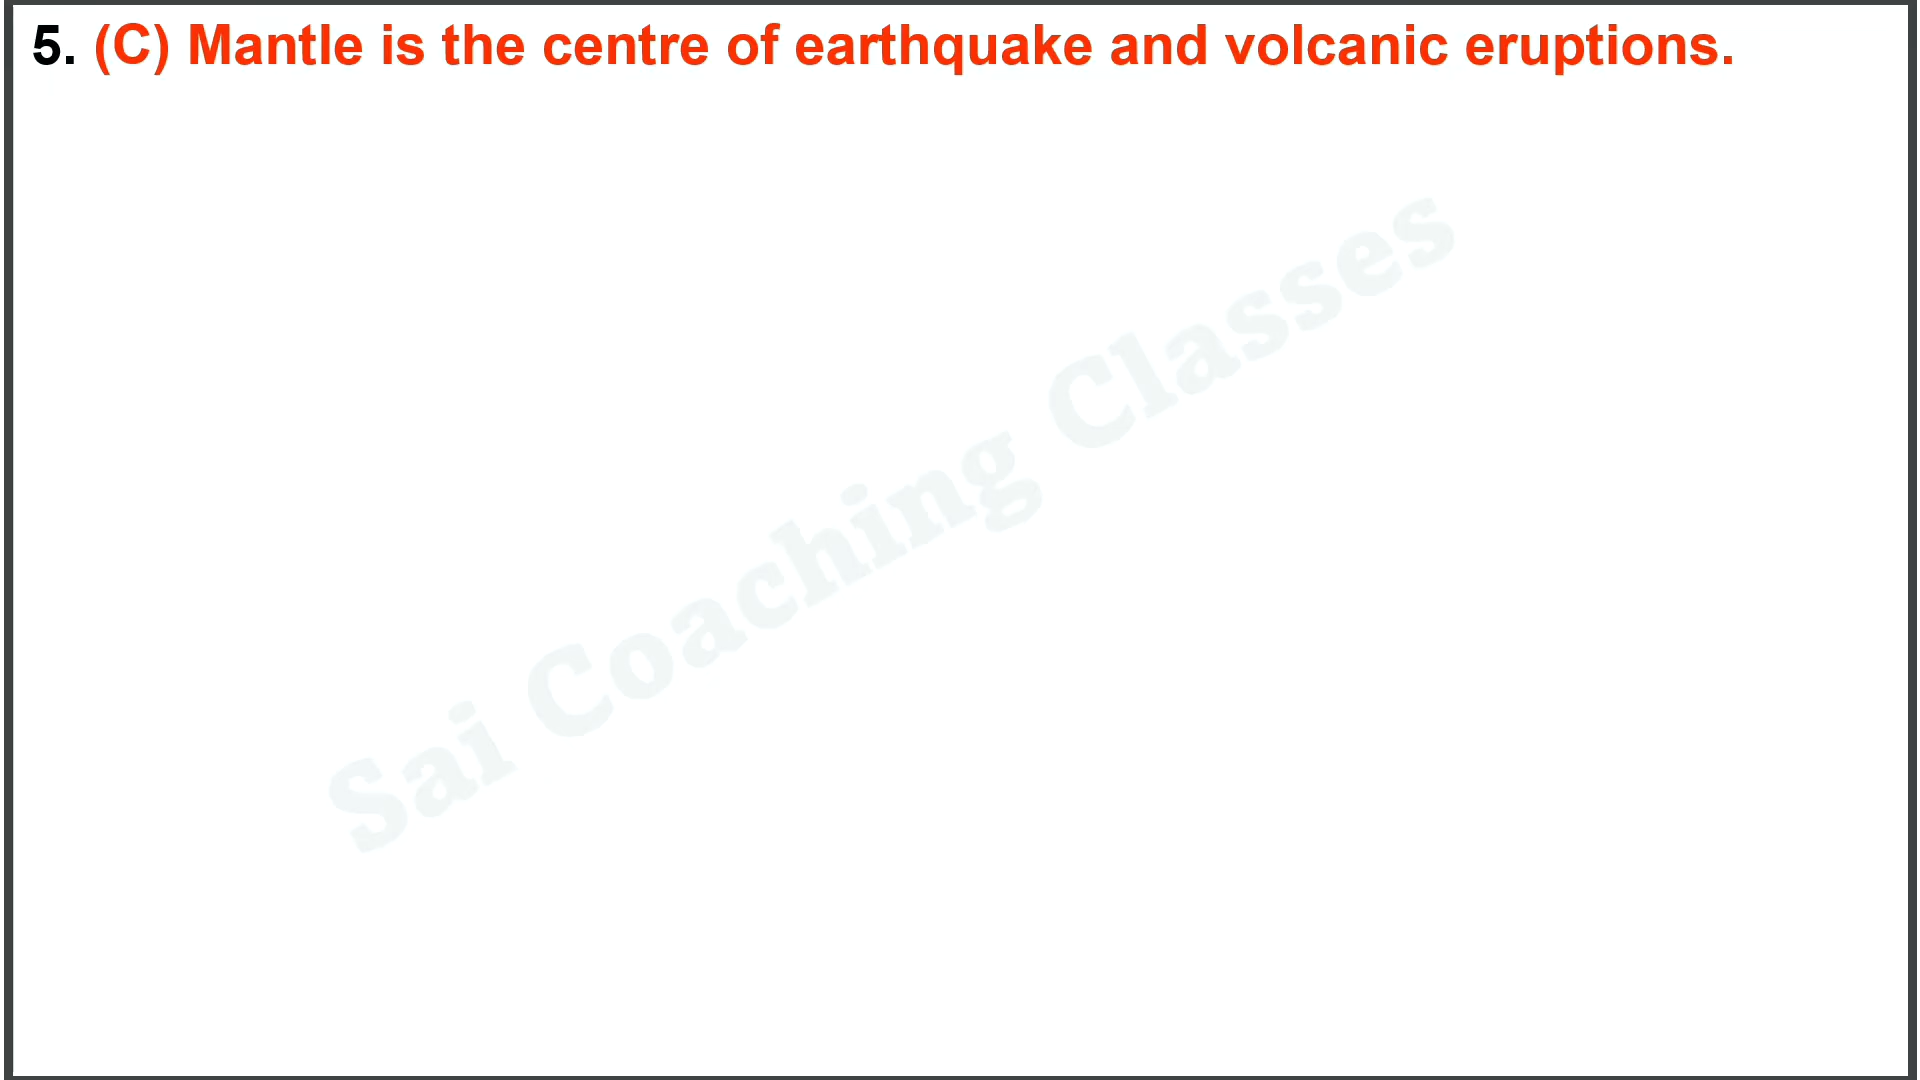 5. (C) Mantle is the centre of earthquake and volcanic eruptions.
Sai Coaching Classes